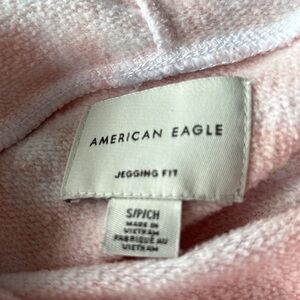 AMERICAN EAGLE
JEGGING FIT
S/P/CH
MADE IN
VIETNAM
FABRIQUÉ AU
VIETNAM